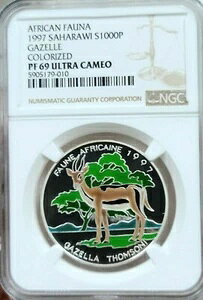 AFRICAN FAUNA
1997 SAHARAWI S1000P
GAZELLE
COLORIZED
PF 69 ULTRA CAMEO
5905179-010
NUMISMATIC GUARANTY CORPORATION
NGC
FAUNE AFRICAINE 1997
GAZELLA THOMSONI